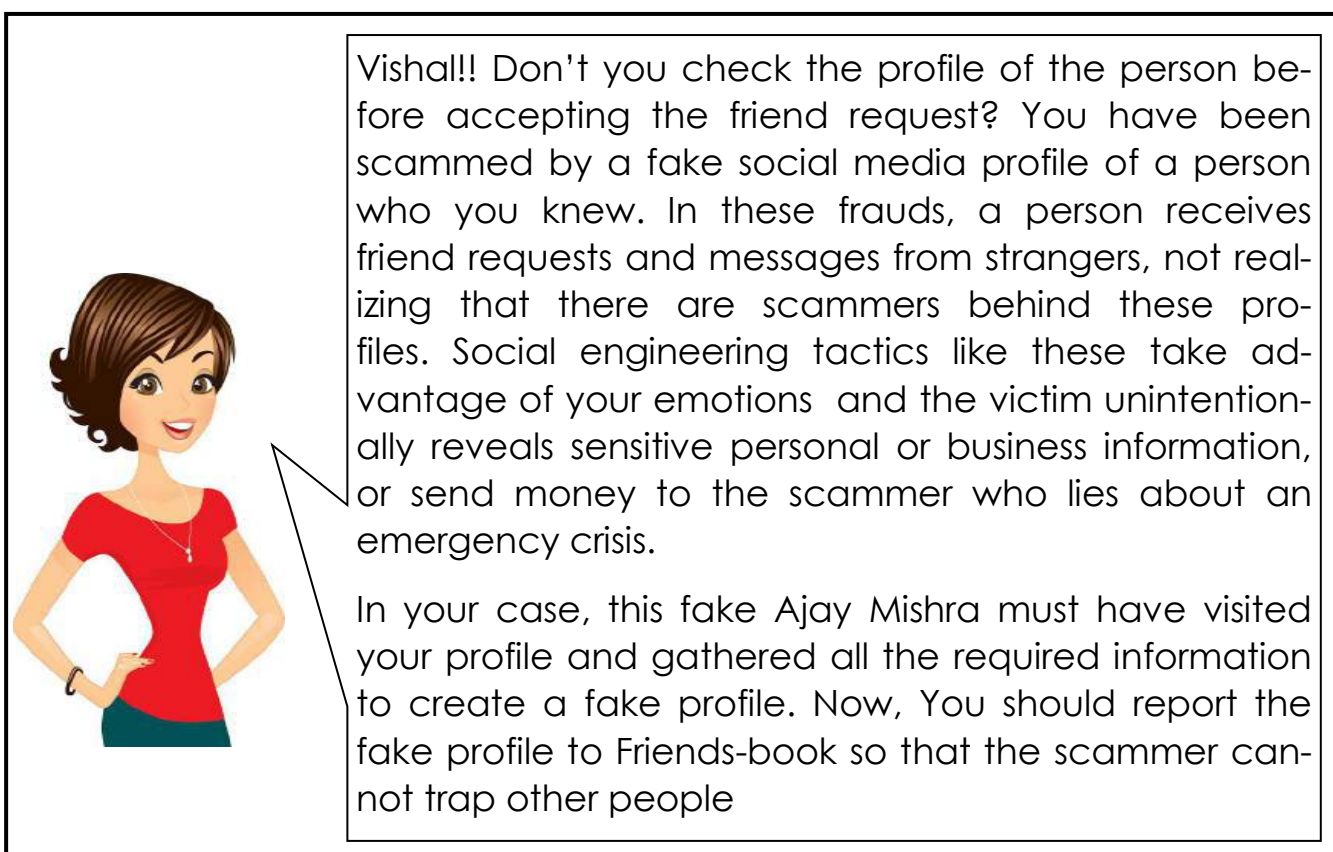 Vishal!! Don’t you check the profile of the person be-
fore accepting the friend request? You have been
scammed by a fake social media profile of a person
who you knew. In these frauds, a person receives
friend requests and messages from strangers, not real-
izing that there are scammers behind these pro-
files. Social engineering tactics like these take ad-
vantage of your emotions and the victim unintention-
ally reveals sensitive personal or business information,
or send money to the scammer who lies about an
emergency crisis.
In your case, this fake Ajay Mishra must have visited
your profile and gathered all the required information
to create a fake profile. Now, You should report the
fake profile to Friends-book so that the scammer can-
not trap other people